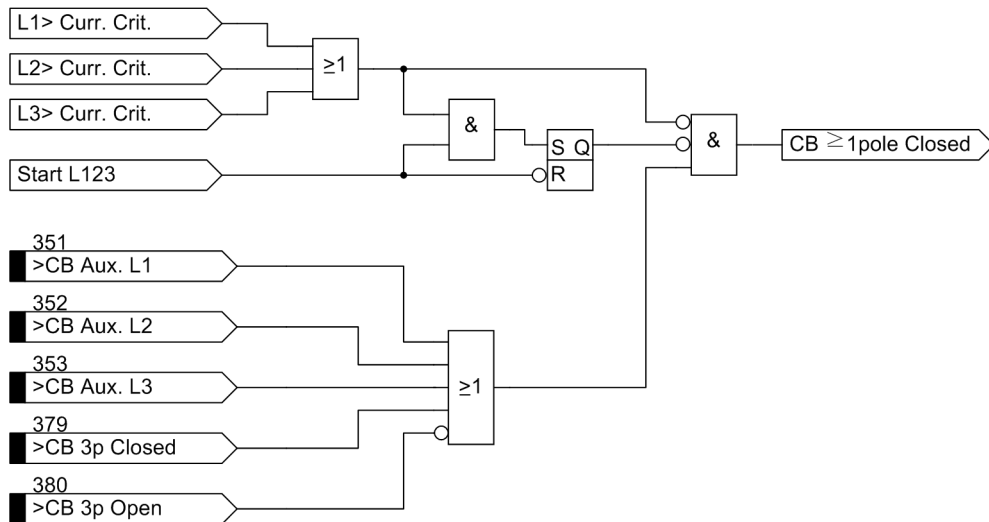 L1> Curr. Crit.
L2> Curr. Crit.
L3> Curr. Crit.
≥1
&
S Q
R
&
CB ≥1pole Closed
Start L123
351
>CB Aux. L1
352
>CB Aux. L2
353
>CB Aux. L3
379
>CB 3p Closed
380
>CB 3p Open
≥1